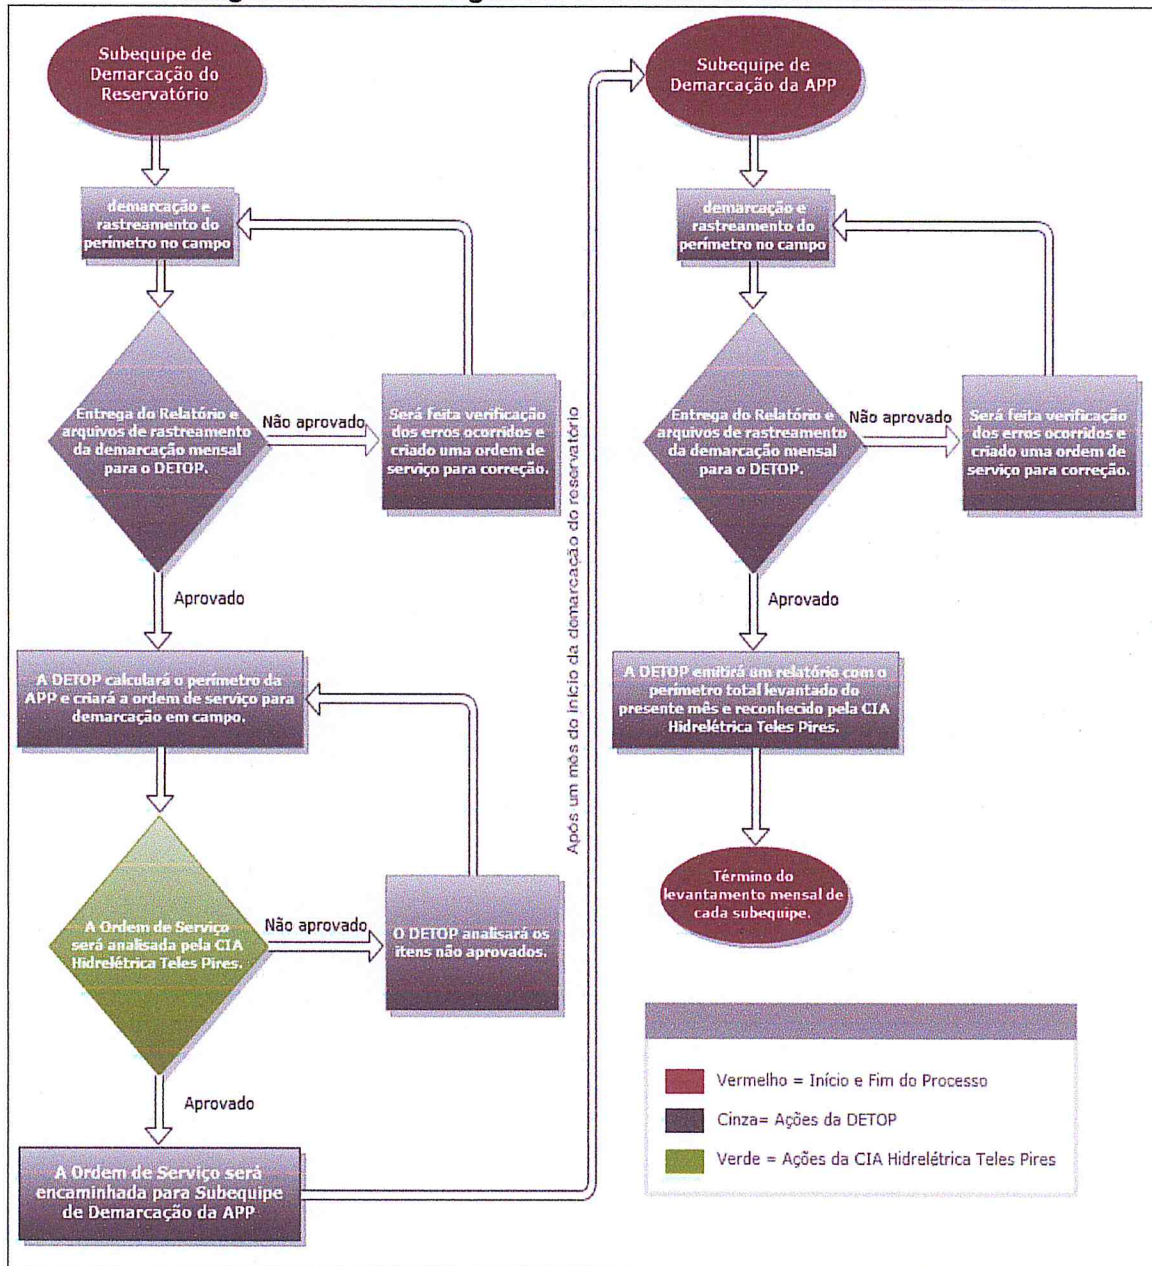 Subequipe de
Demarcação do
Reservatório
demarcação e
rastreamento do
perímetro no campo
Entrega do Relatório e
arquivos de rastreamento
da demarcação mensal
para o DETOP.
Não aprovado
Será feita verificação
dos erros ocorridos e
criado uma ordem de
serviço para correção.
Aprovado
A DETOP calculará o perímetro da
APP e criará a ordem de serviço para
demarcação em campo.
A Ordem de Serviço
será analisada pela CIA
Hidrelétrica Teles Pires.
Não aprovado
O DETOP analisará os
itens não aprovados.
Aprovado
A Ordem de Serviço será
encaminhada para Subequipe
de Demarcação da APP
Após um mês do início da demarcação do reservatório
Subequipe de
Demarcação da APP
demarcação e
rastreamento do
perímetro no campo
Entrega do Relatório e
arquivos de rastreamento
da demarcação mensal
para o DETOP.
Não aprovado
Será feita verificação
dos erros ocorridos e
criado uma ordem de
serviço para correção.
Aprovado
A DETOP emitirá um relatório com o
perímetro total levantado do
presente mês e reconhecido pela CIA
Hidrelétrica Teles Pires.
Término do
levantamento mensal de
cada subequipe.
Vermelho = Início e Fim do Processo
Cinza= Ações da DETOP
Verde = Ações da CIA Hidrelétrica Teles Pires